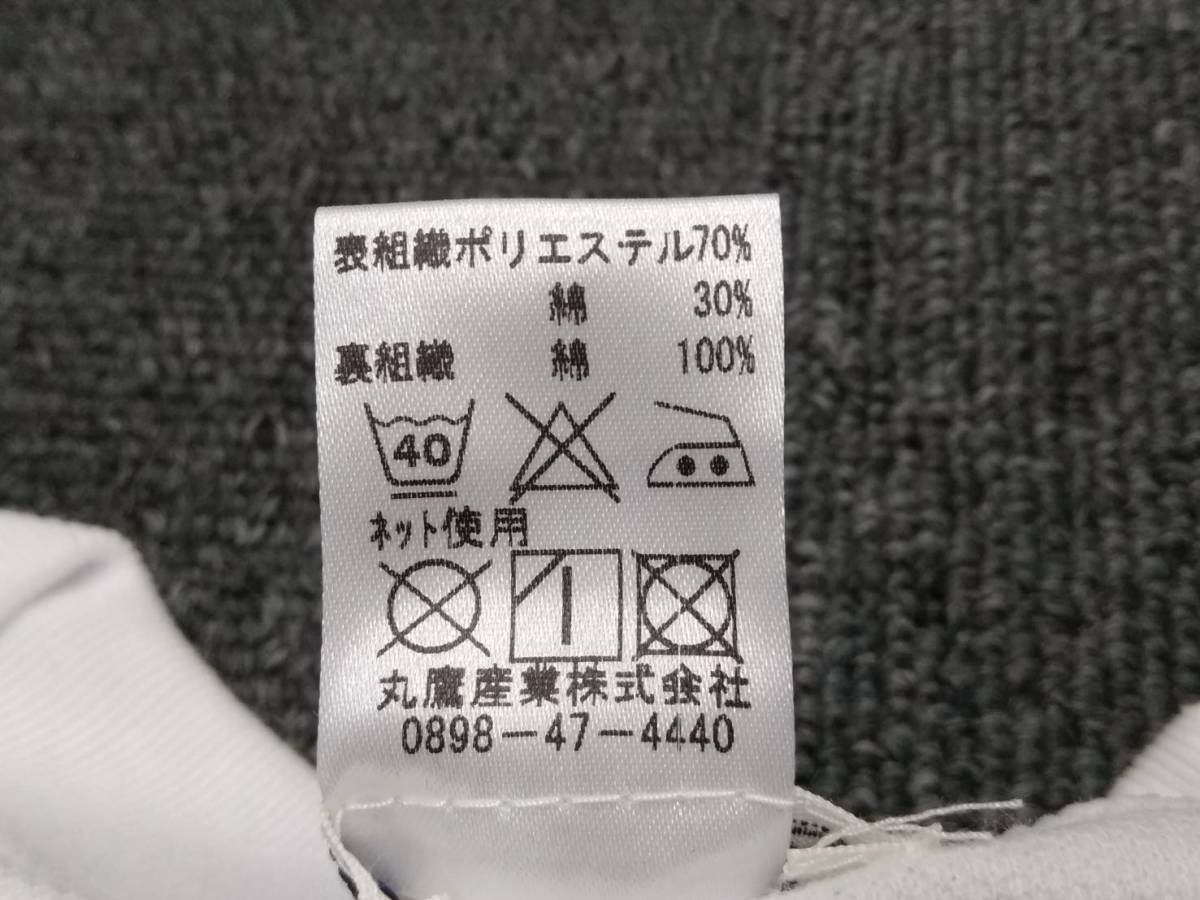 表組織ポリエステル70%
綿 30%
裏組織 綿 100%
40
ネット使用
丸鷹産業株式会社
0898-47-4440